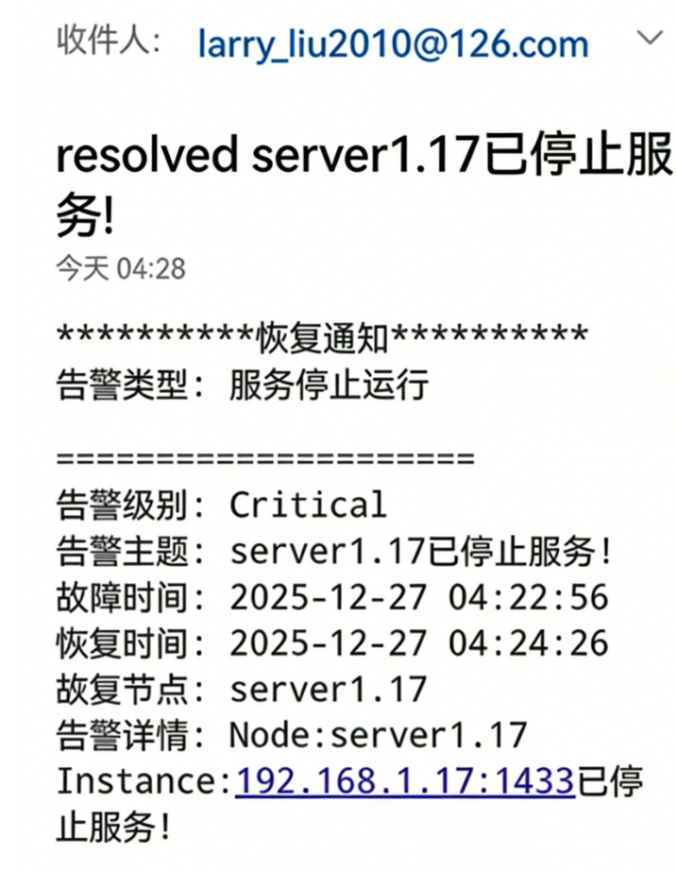 收件人: larry_liu2010@126.com
resolved server1.17已停止服
务!
今天 04:28
**********恢复通知**********
告警类型: 服务停止运行
=====================
告警级别: Critical
告警主题: server1.17已停止服务!
故障时间: 2025-12-27 04:22:56
恢复时间: 2025-12-27 04:24:26
故复节点: server1.17
告警详情: Node:server1.17
Instance:192.168.1.17:1433已停
止服务!